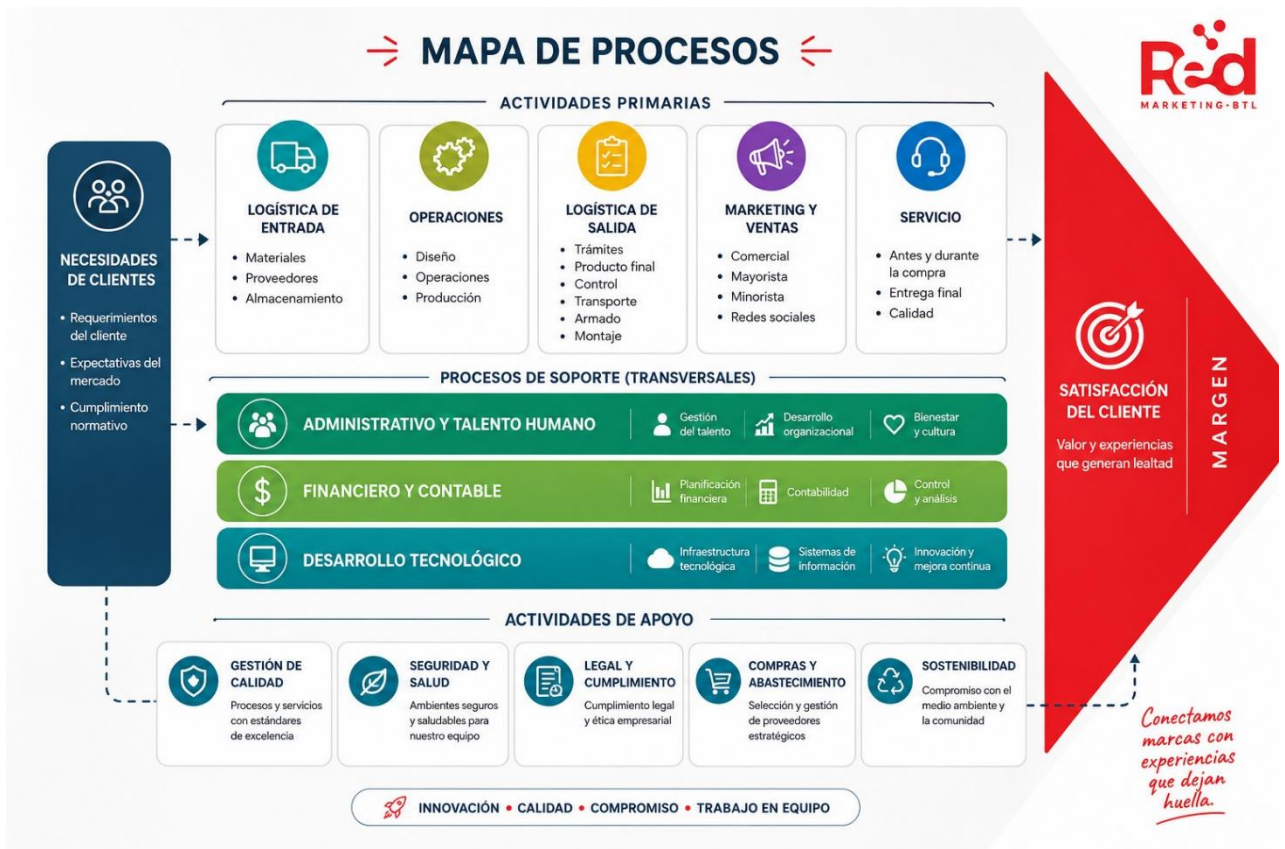 MAPA DE PROCESOS
Red
MARKETING•BTL
ACTIVIDADES PRIMARIAS
NECESIDADES
DE CLIENTES
• Requerimientos
del cliente
• Expectativas del
mercado
• Cumplimiento
normativo
LOGÍSTICA DE
ENTRADA
• Materiales
• Proveedores
• Almacenamiento
OPERACIONES
• Diseño
• Operaciones
• Producción
LOGÍSTICA DE
SALIDA
• Trámites
• Producto final
• Control
• Transporte
• Armado
• Montaje
MARKETING Y
VENTAS
• Comercial
• Mayorista
• Minorista
• Redes sociales
SERVICIO
• Antes y durante
la compra
• Entrega final
• Calidad
PROCESOS DE SOPORTE (TRANSVERSALES)
ADMINISTRATIVO Y TALENTO HUMANO
Gestión
del talento
Desarrollo
organizacional
Bienestar
y cultura
FINANCIERO Y CONTABLE
Planificación
financiera
Contabilidad
Control
y análisis
DESARROLLO TECNOLÓGICO
Infraestructura
tecnológica
Sistemas de
información
Innovación y
mejora continua
SATISFACCIÓN
DEL CLIENTE
Valor y experiencias
que generan lealtad
MARGEN
ACTIVIDADES DE APOYO
GESTIÓN DE
CALIDAD
Procesos y servicios
con estándares
de excelencia
SEGURIDAD Y
SALUD
Ambientes seguros
y saludables para
nuestro equipo
LEGAL Y
CUMPLIMIENTO
Cumplimiento legal
y ética empresarial
COMPRAS Y
ABASTECIMIENTO
Selección y gestión
de proveedores
estratégicos
SOSTENIBILIDAD
Compromiso con el
medio ambiente y
la comunidad
Conectamos
marcas con
experiencias
que dejan
huella.
INNOVACIÓN • CALIDAD • COMPROMISO • TRABAJO EN EQUIPO